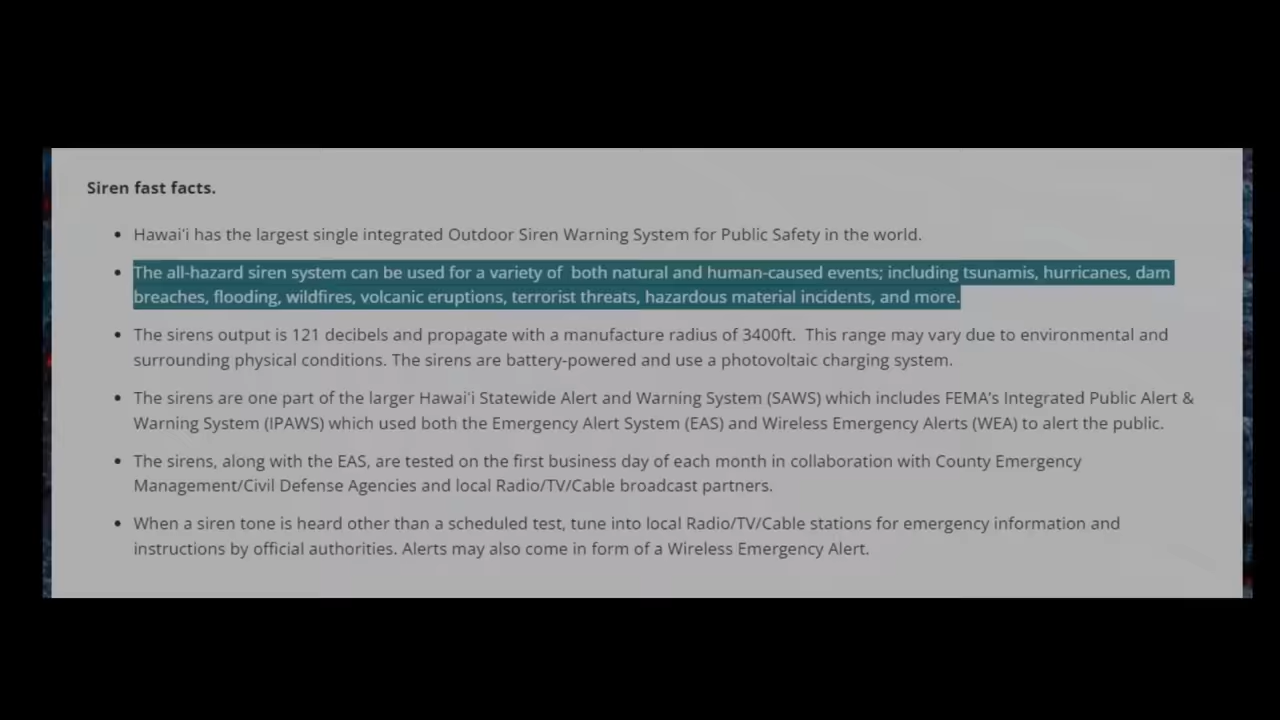 Siren fast facts.
• Hawai'i has the largest single integrated Outdoor Siren Warning System for Public Safety in the world.
• The all-hazard siren system can be used for a variety of  both natural and human-caused events; including tsunamis, hurricanes, dam
breaches, flooding, wildfires, volcanic eruptions, terrorist threats, hazardous material incidents, and more.
• The sirens output is 121 decibels and propagate with a manufacture radius of 3400ft.  This range may vary due to environmental and
surrounding physical conditions. The sirens are battery-powered and use a photovoltaic charging system.
• The sirens are one part of the larger Hawai'i Statewide Alert and Warning System (SAWS) which includes FEMA's Integrated Public Alert &
Warning System (IPAWS) which used both the Emergency Alert System (EAS) and Wireless Emergency Alerts (WEA) to alert the public.
• The sirens, along with the EAS, are tested on the first business day of each month in collaboration with County Emergency
Management/Civil Defense Agencies and local Radio/TV/Cable broadcast partners.
• When a siren tone is heard other than a scheduled test, tune into local Radio/TV/Cable stations for emergency information and
instructions by official authorities. Alerts may also come in form of a Wireless Emergency Alert.